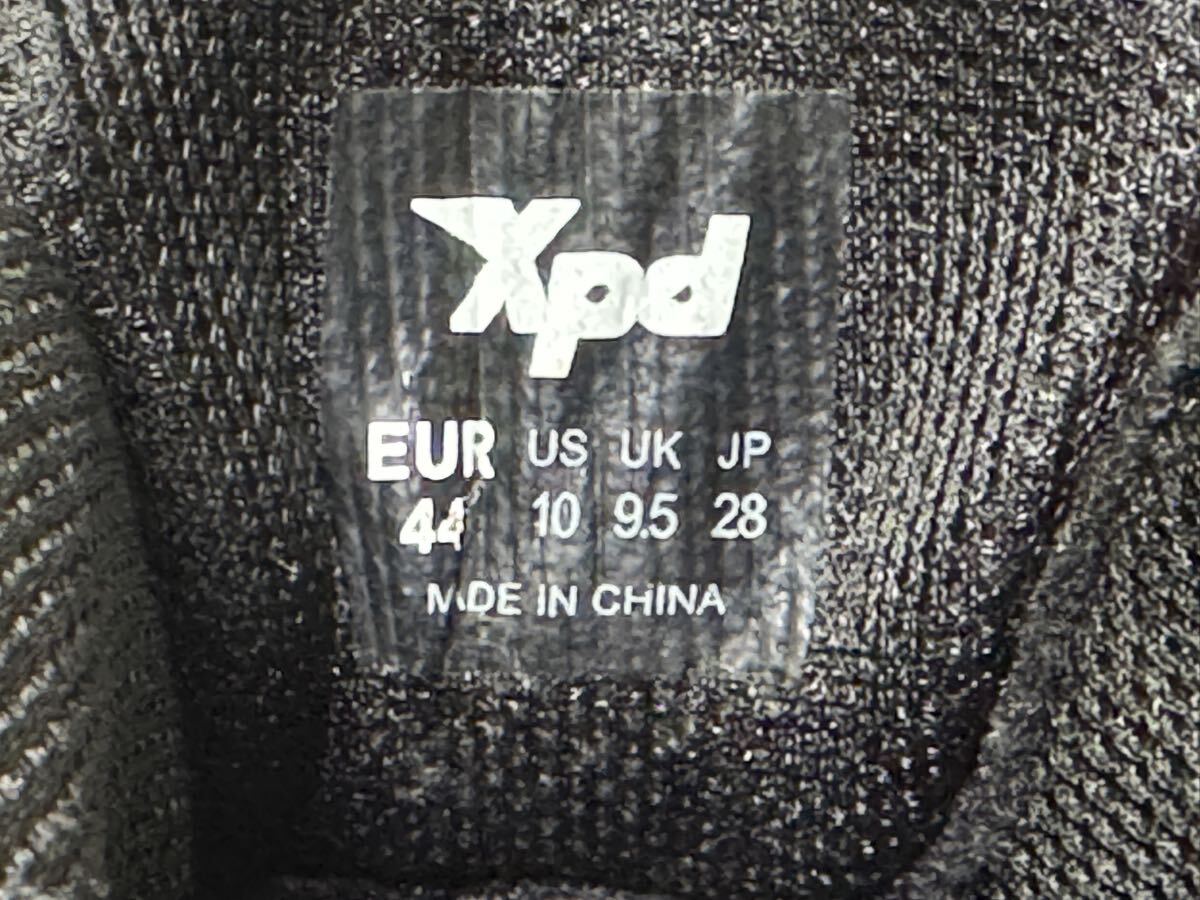 Xpd
EUR US UK JP
44 10 9.5 28
MADE IN CHINA